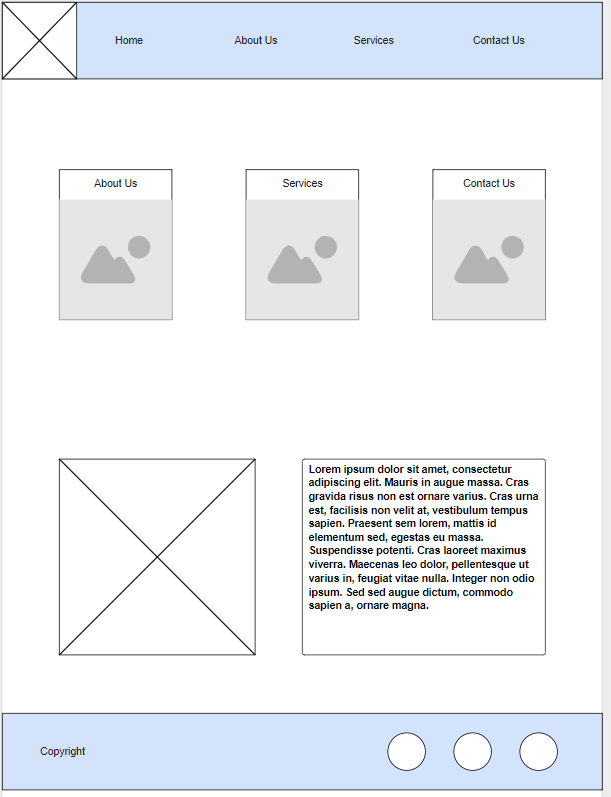 Home About Us Services Contact Us
About Us Services Contact Us
Lorem ipsum dolor sit amet, consectetur
adipiscing elit. Mauris in augue massa. Cras
gravida risus non est ornare varius. Cras urna
est, facilisis non velit at, vestibulum tempus
sapien. Praesent sem lorem, mattis id
elementum sed, egestas eu massa.
Suspendisse potenti. Cras laoreet maximus
viverra. Maecenas leo dolor, pellentesque ut
varius in, feugiat vitae nulla. Integer non odio
ipsum. Sed sed augue dictum, commodo
sapien a, ornare magna.
Copyright